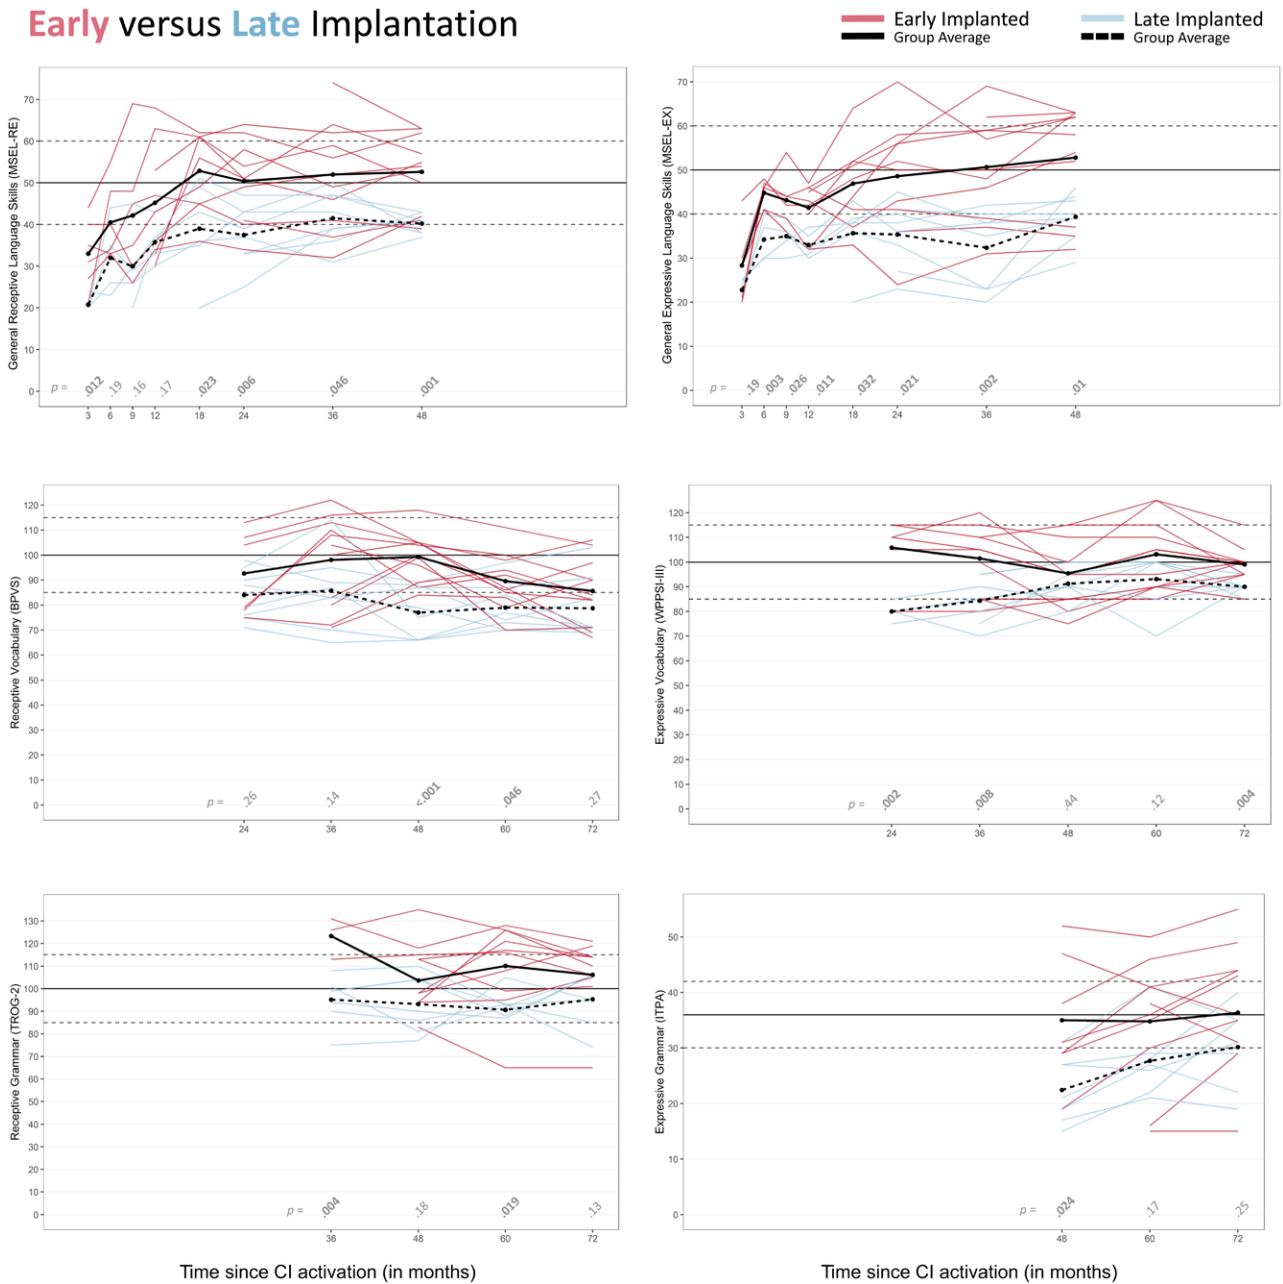 Early versus Late Implantation
Early Implanted
Group Average
Late Implanted
Group Average
General Receptive Language Skills (MSEL-RE)
70
60
50
40
30
20
10
0
p = .012 .19 .16 .17 .023 .006 .046 .001
3 6 9 12 18 24 36 48
General Expressive Language Skills (MSEL-EX)
70
60
50
40
30
20
10
0
p = .19 .003 .026 .011 .032 .021 .002 .01
3 6 9 12 18 24 36 48
Receptive Vocabulary (BPVS)
120
110
100
90
80
70
60
50
40
30
20
10
0
p = .26 .14 <.001 .046 .27
24 36 48 60 72
Expressive Vocabulary (WPPSI-III)
120
110
100
90
80
70
60
50
40
30
20
10
0
p = .002 .008 .44 .12 .004
24 36 48 60 72
Receptive Grammar (TROG-2)
130
120
110
100
90
80
70
60
50
40
30
20
10
0
p = .004 .18 .019 .13
36 48 60 72
Time since CI activation (in months)
Expressive Grammar (ITPA)
50
40
30
20
10
0
p = .024 .17 .25
48 60 72
Time since CI activation (in months)